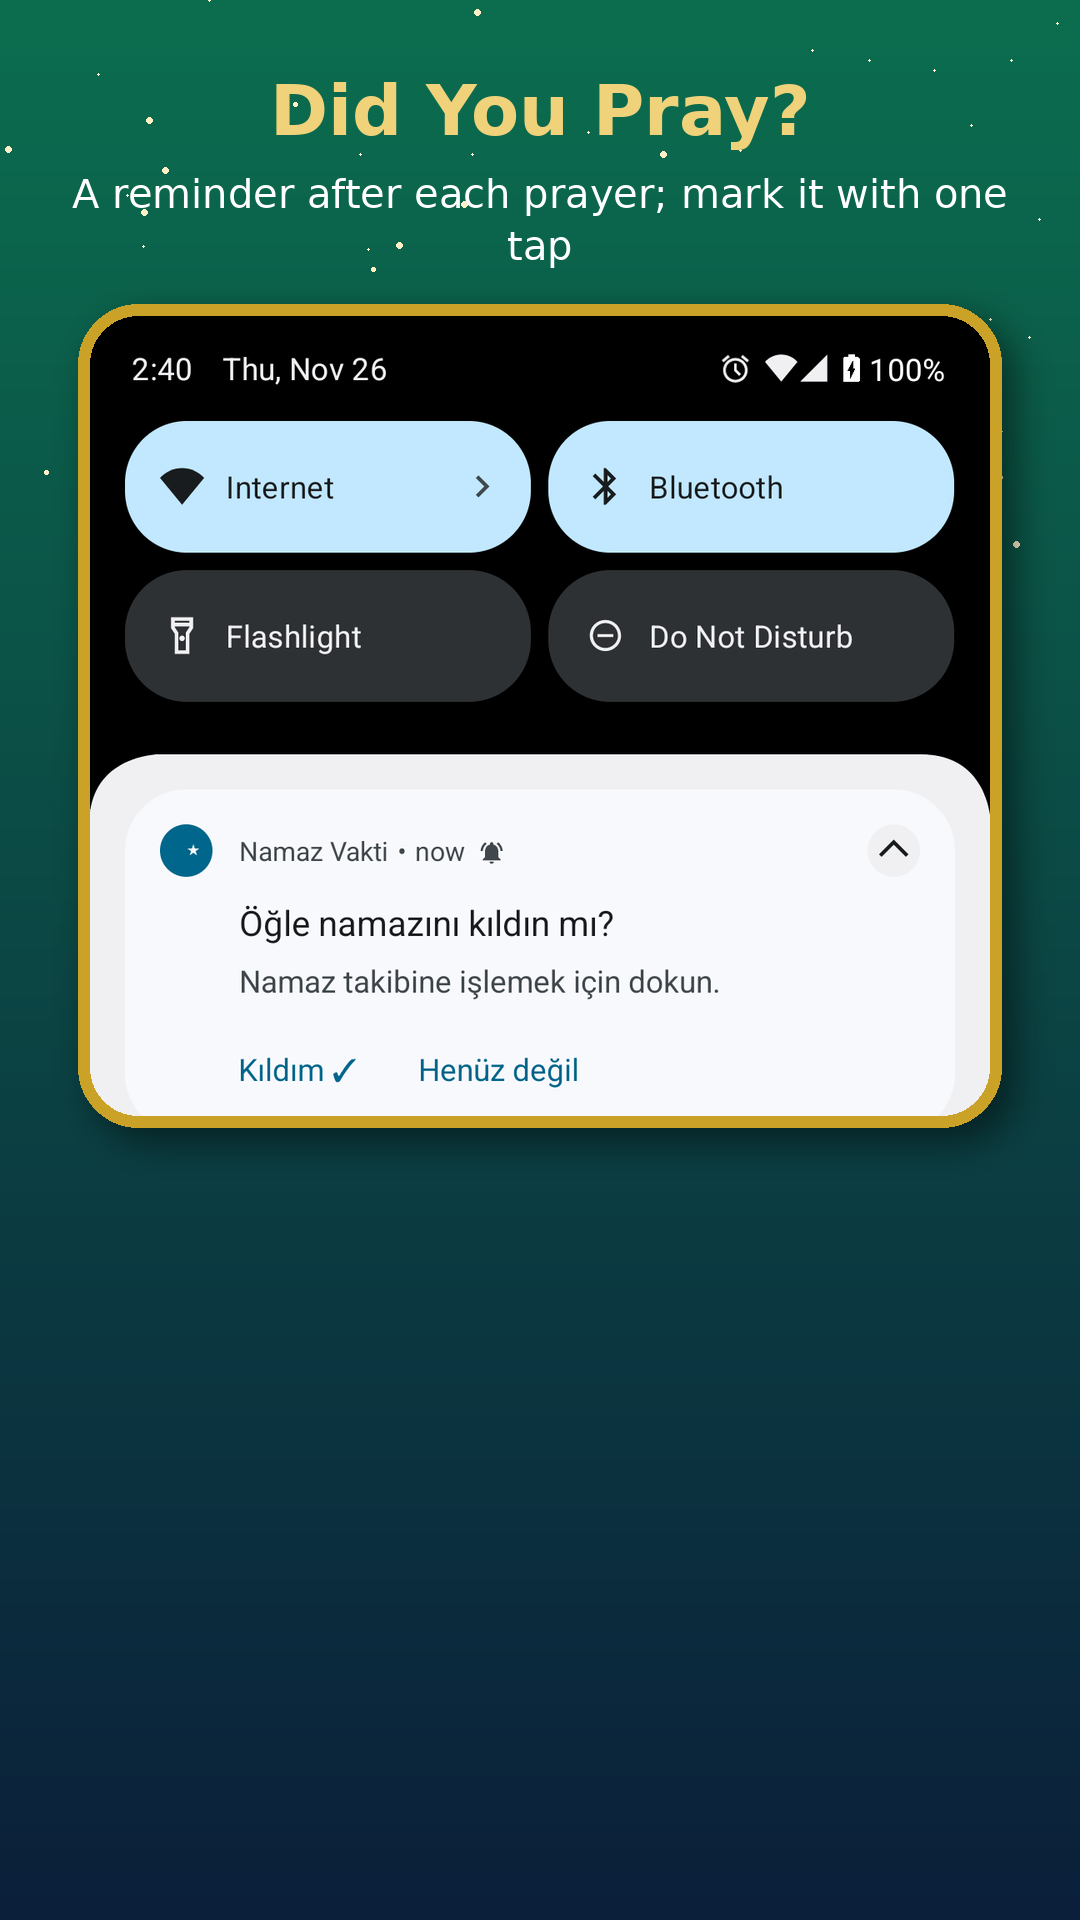 Did You Pray?
A reminder after each prayer; mark it with one
tap
2:40 Thu, Nov 26 100%
Internet Bluetooth
Flashlight Do Not Disturb
Namaz Vakti • now
Öğle namazını kıldın mı?
Namaz takibine işlemek için dokun.
Kıldım ✓ Henüz değil